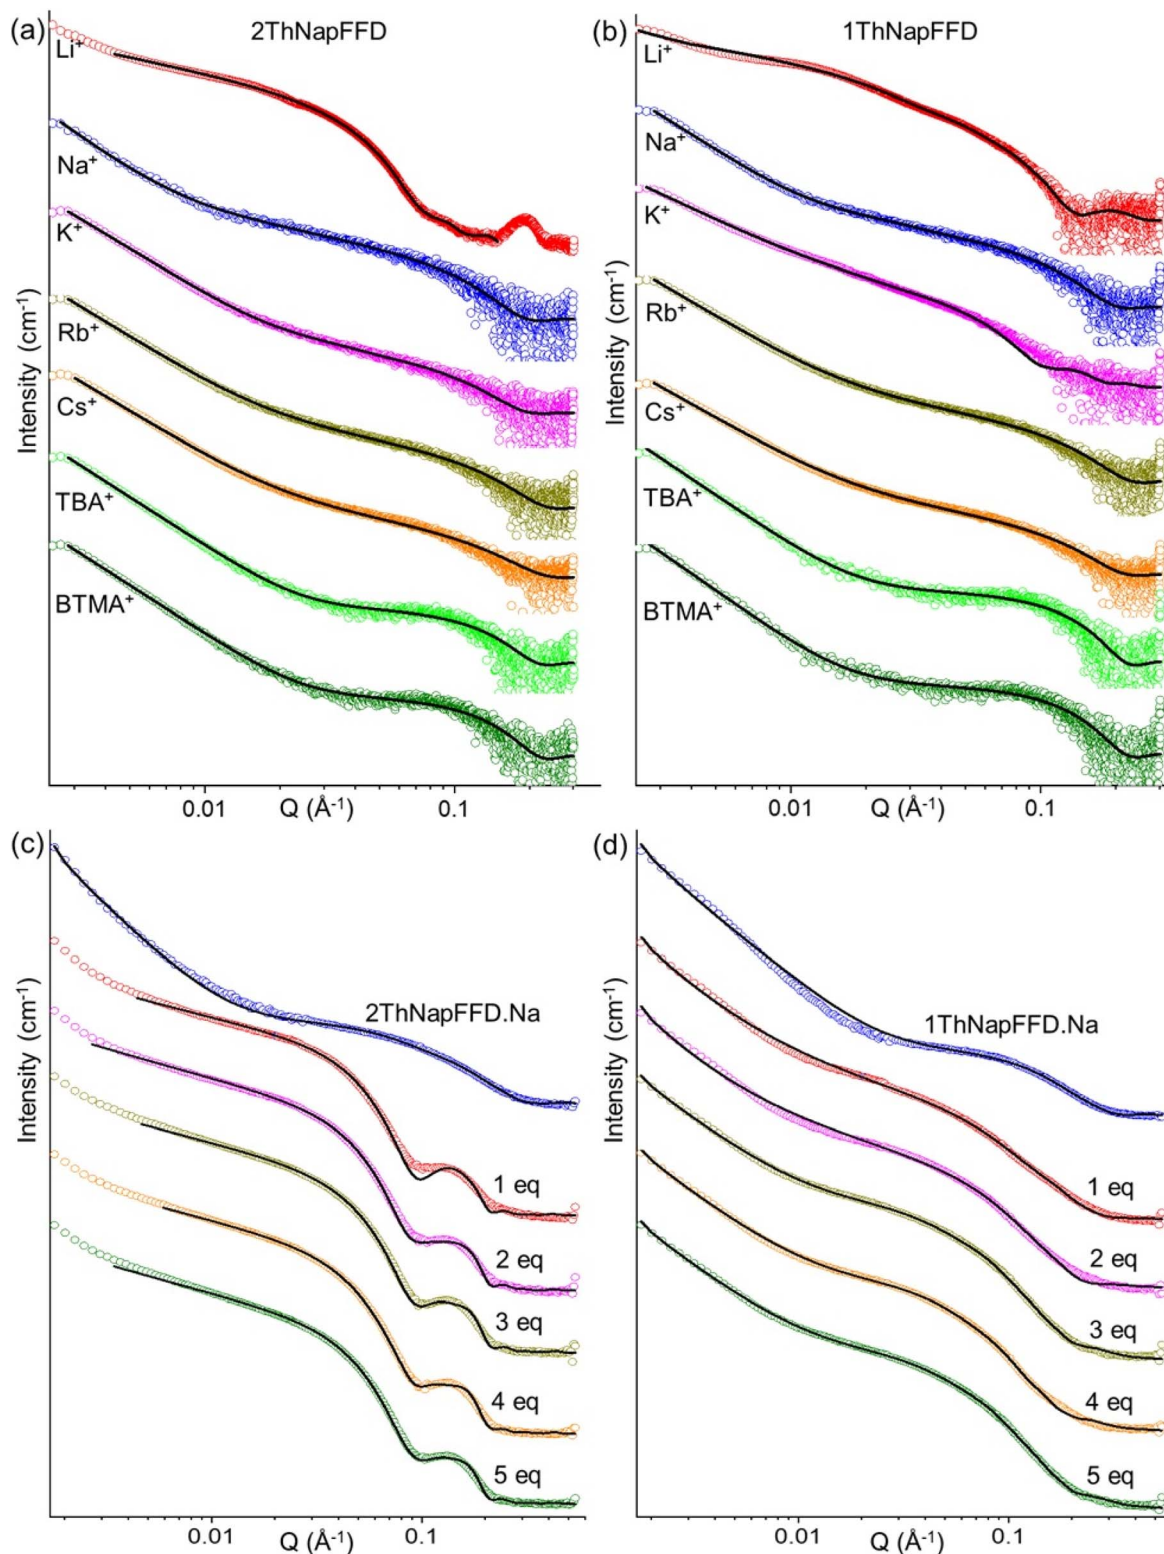 (a) 2ThNapFFD
Li⁺
Na⁺
K⁺
Rb⁺
Cs⁺
TBA⁺
BTMA⁺
Intensity (cm⁻¹)
0.01 0.1
Q (Å⁻¹)
(b) 1ThNapFFD
Li⁺
Na⁺
K⁺
Rb⁺
Cs⁺
TBA⁺
BTMA⁺
Intensity (cm⁻¹)
0.01 0.1
Q (Å⁻¹)
(c)
2ThNapFFD.Na
1 eq
2 eq
3 eq
4 eq
5 eq
Intensity (cm⁻¹)
0.01 0.1
Q (Å⁻¹)
(d)
1ThNapFFD.Na
1 eq
2 eq
3 eq
4 eq
5 eq
Intensity (cm⁻¹)
0.01 0.1
Q (Å⁻¹)